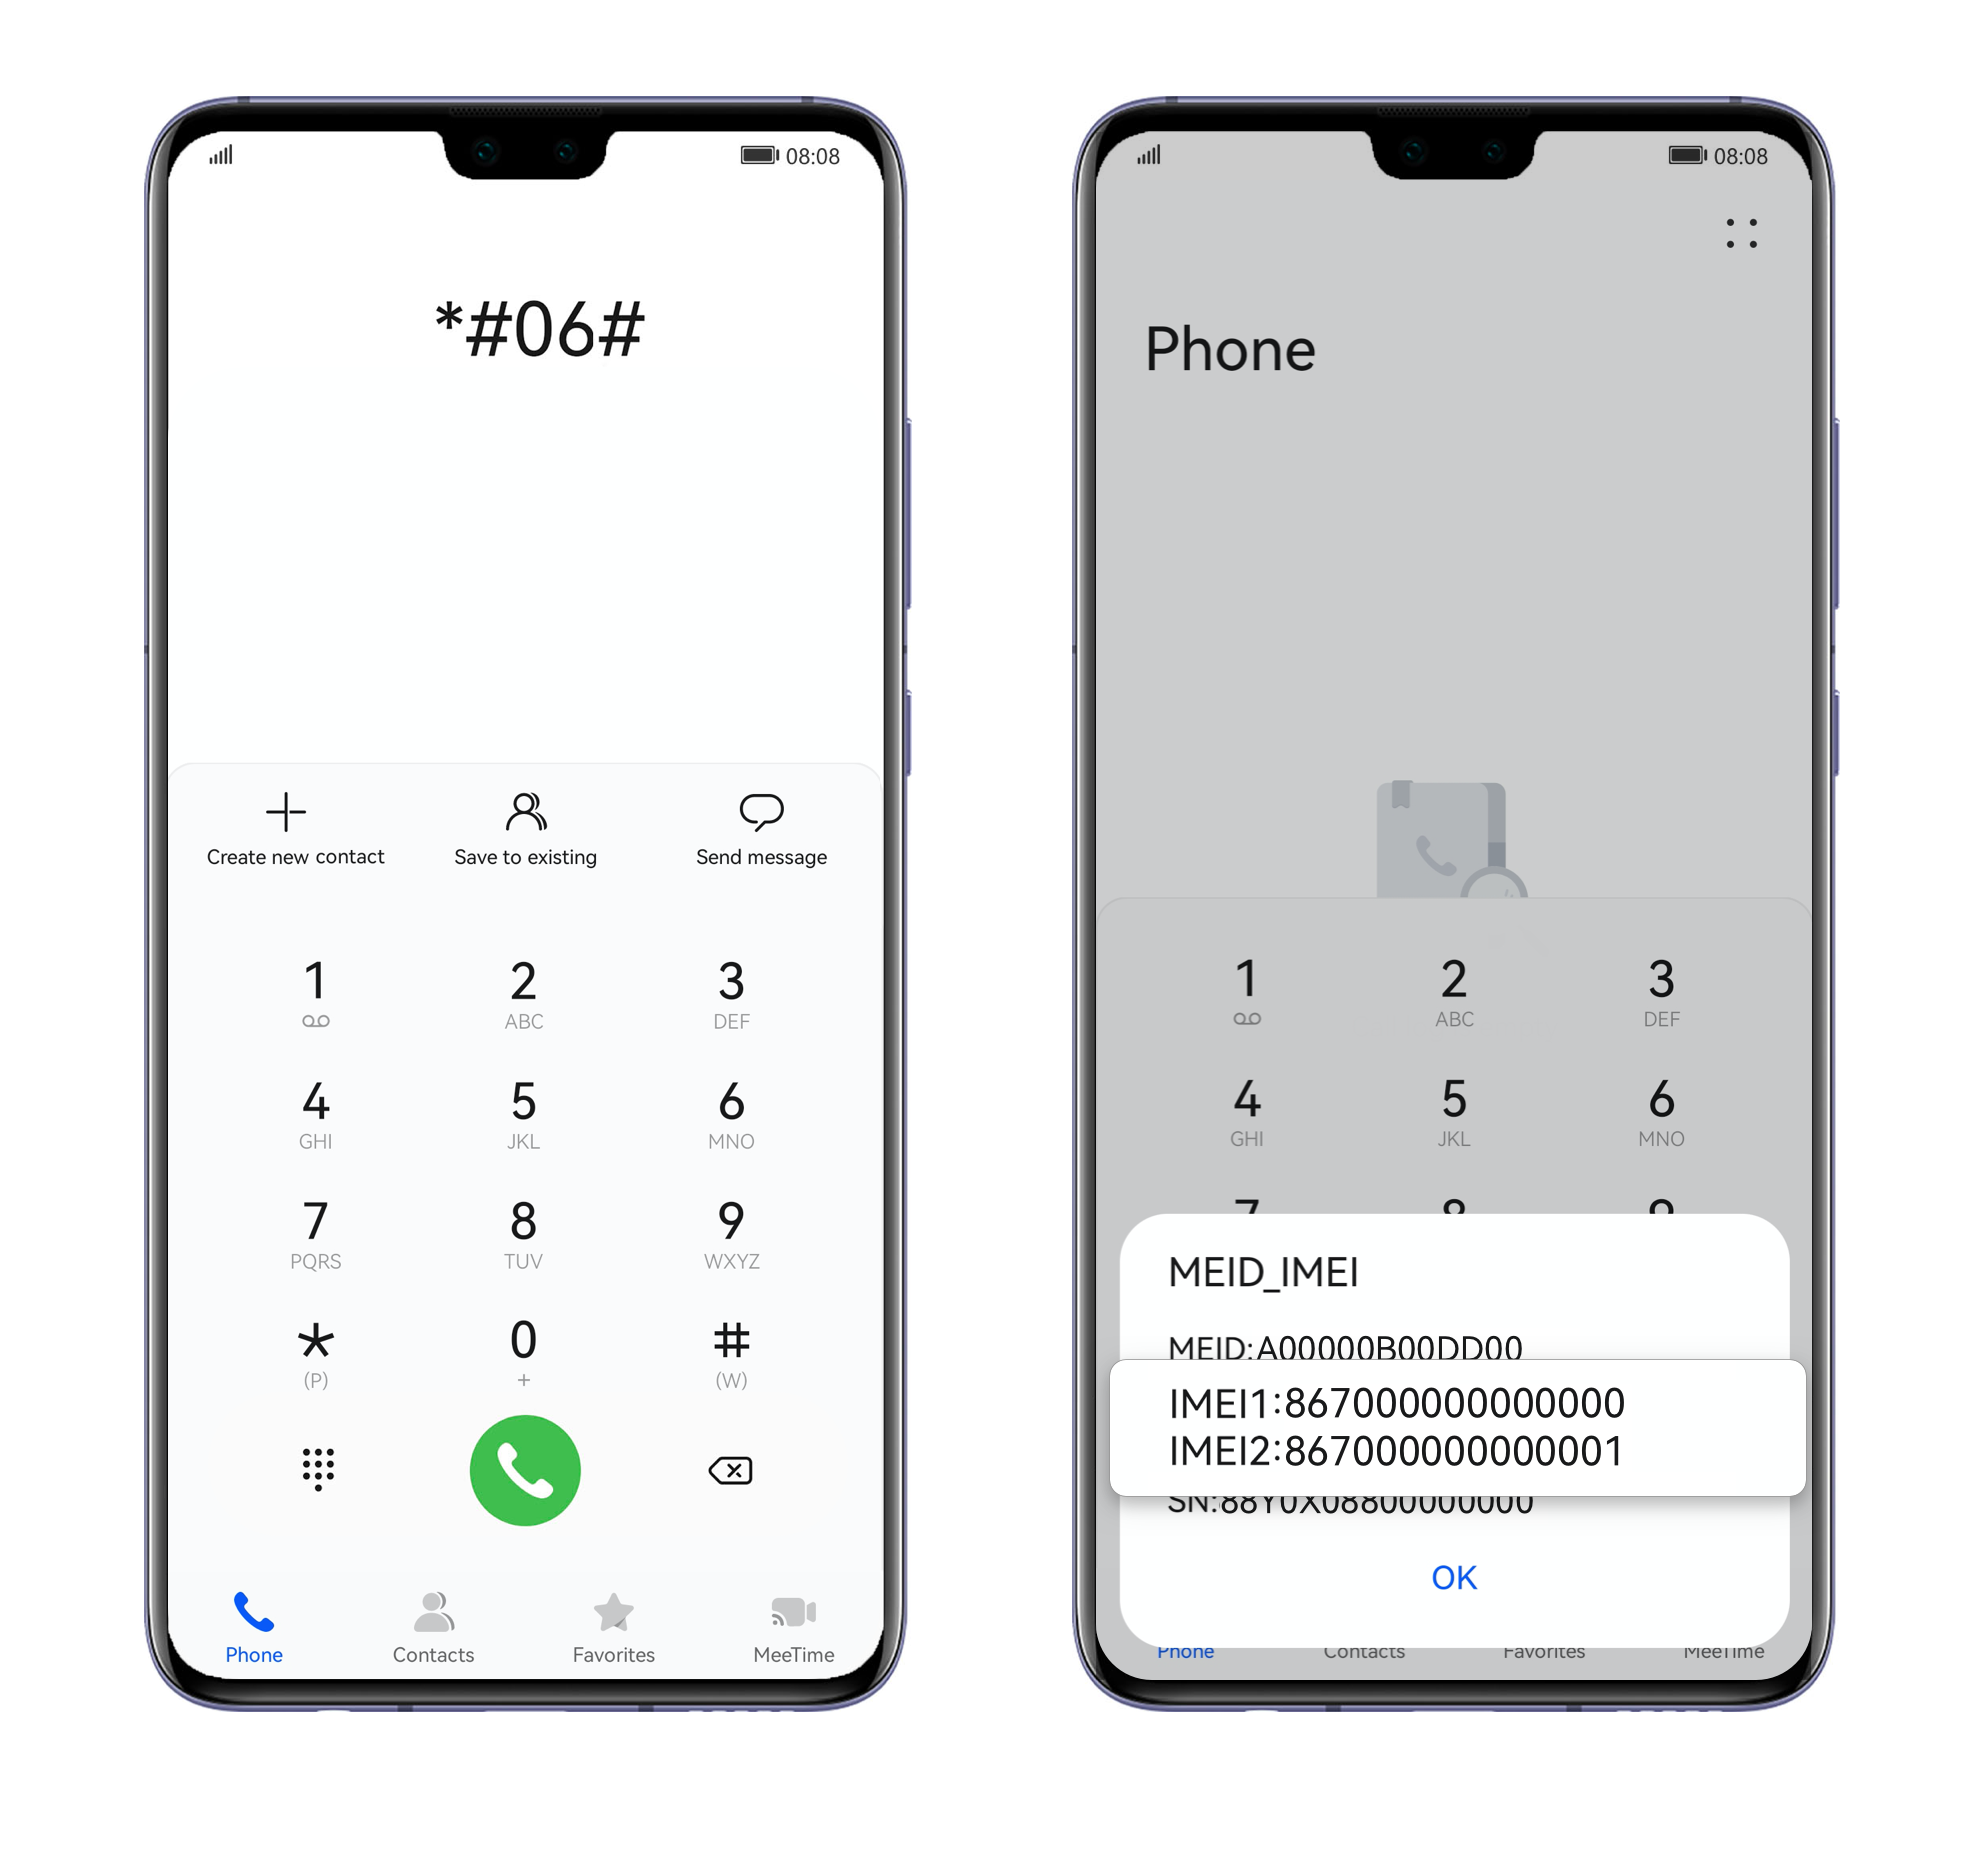 08:08
*#06#
Create new contact
Save to existing
Send message
1 2 3
ABC DEF
4 5 6
GHI JKL MNO
7 8 9
PQRS TUV WXYZ
* 0 #
(P) + (W)
Phone Contacts Favorites MeeTime
08:08
Phone
1 2 3
ABC DEF
4 5 6
GHI JKL MNO
7 8 9
MEID_IMEI
MEID:A00000B00DD00
IMEI1:867000000000000
IMEI2:867000000000001
SN:88Y0X08800000000
OK
Phone Contacts Favorites MeeTime